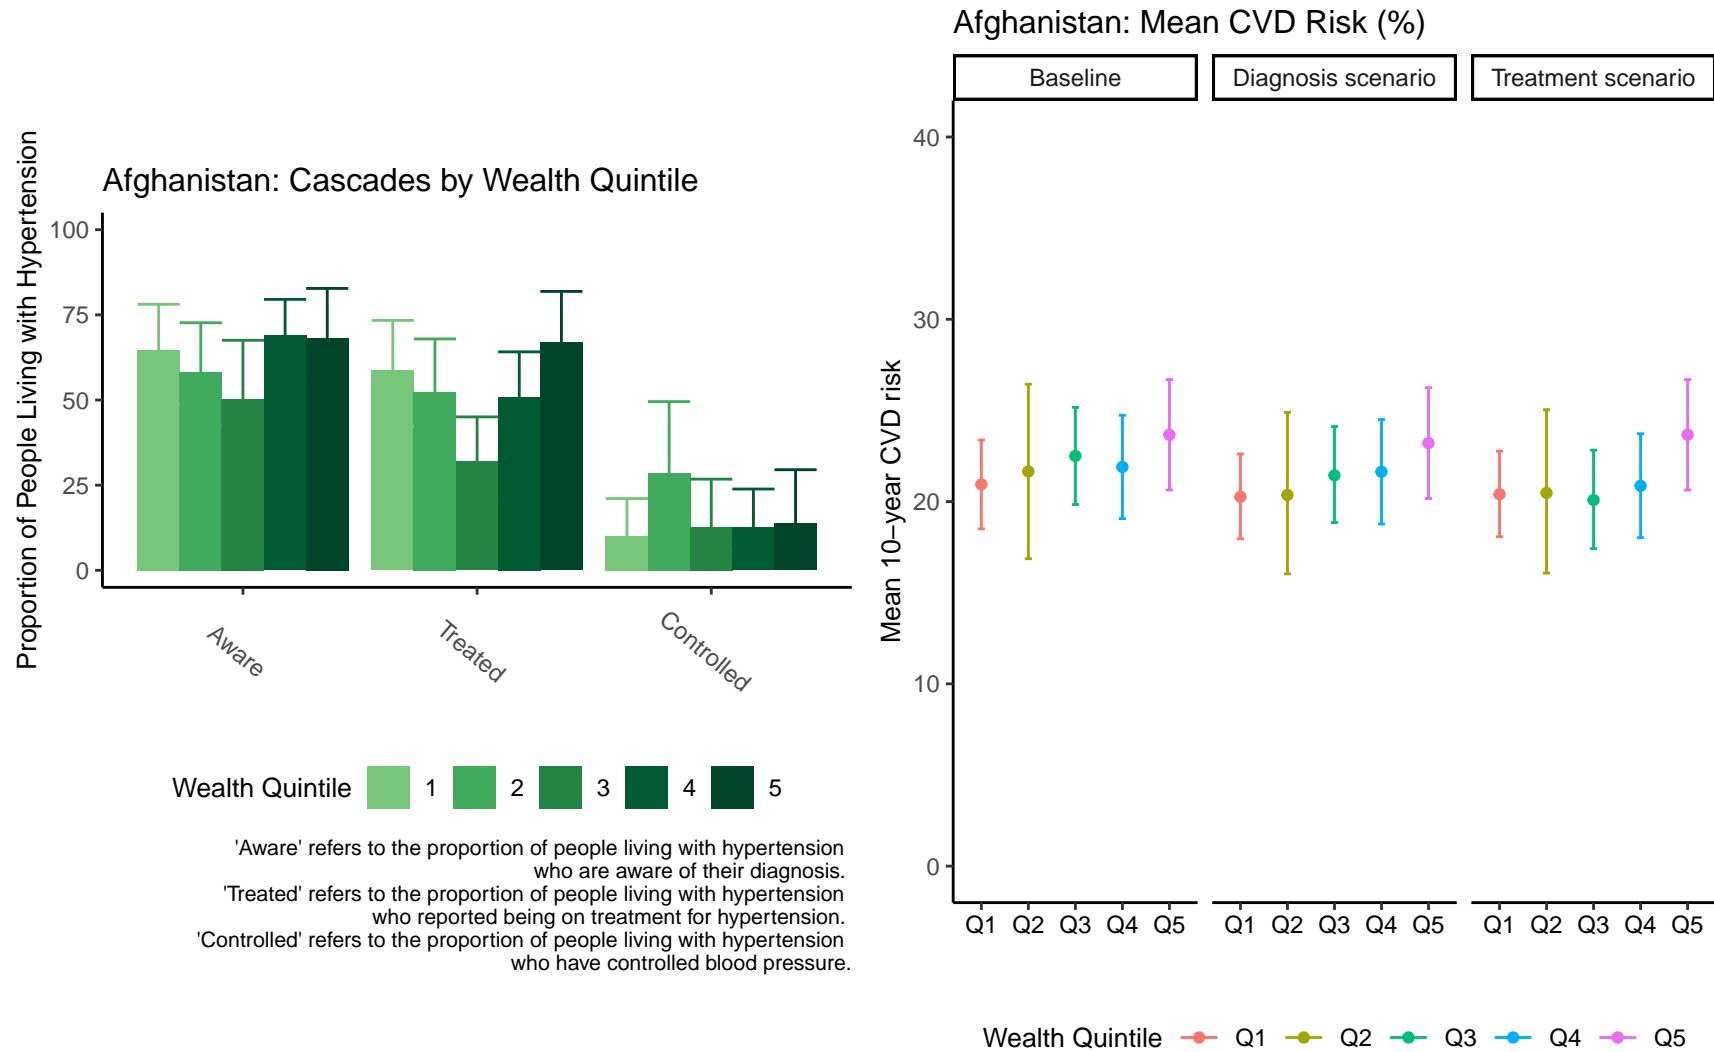 Afghanistan: Cascades by Wealth Quintile
Proportion of People Living with Hypertension
100
75
50
25
0
Aware
Treated
Controlled
Wealth Quintile 1 2 3 4 5
'Aware' refers to the proportion of people living with hypertension
who are aware of their diagnosis.
'Treated' refers to the proportion of people living with hypertension
who reported being on treatment for hypertension.
'Controlled' refers to the proportion of people living with hypertension
who have controlled blood pressure.
Afghanistan: Mean CVD Risk (%)
Baseline
Diagnosis scenario
Treatment scenario
Mean 10−year CVD risk
40
30
20
10
0
Q1 Q2 Q3 Q4 Q5
Q1 Q2 Q3 Q4 Q5
Q1 Q2 Q3 Q4 Q5
Wealth Quintile Q1 Q2 Q3 Q4 Q5